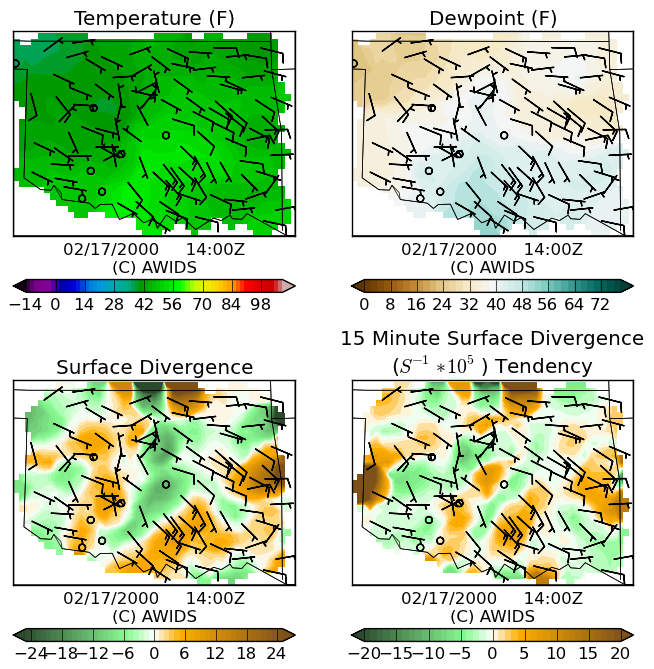 Temperature (F)
Dewpoint (F)
02/17/2000 14:00Z
(C) AWIDS
02/17/2000 14:00Z
(C) AWIDS
−14 0 14 28 42 56 70 84 98
0 8 16 24 32 40 48 56 64 72
Surface Divergence
15 Minute Surface Divergence
(S⁻¹ *10⁵ ) Tendency
02/17/2000 14:00Z
(C) AWIDS
02/17/2000 14:00Z
(C) AWIDS
−24 −18 −12 −6 0 6 12 18 24
−20 −15 −10 −5 0 5 10 15 20